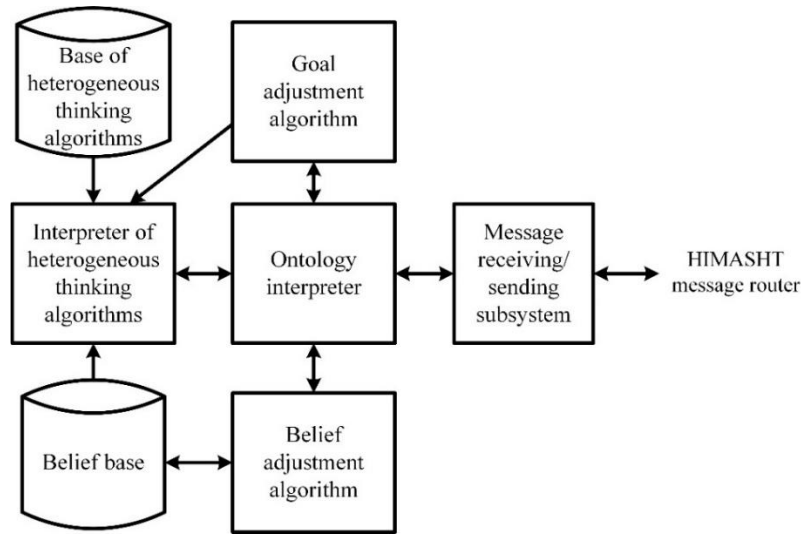 Base of
heterogeneous
thinking
algorithms
Goal
adjustment
algorithm
Interpreter of
heterogeneous
thinking
algorithms
Ontology
interpreter
Message
receiving/
sending
subsystem
HIMASHT
message router
Belief base
Belief
adjustment
algorithm